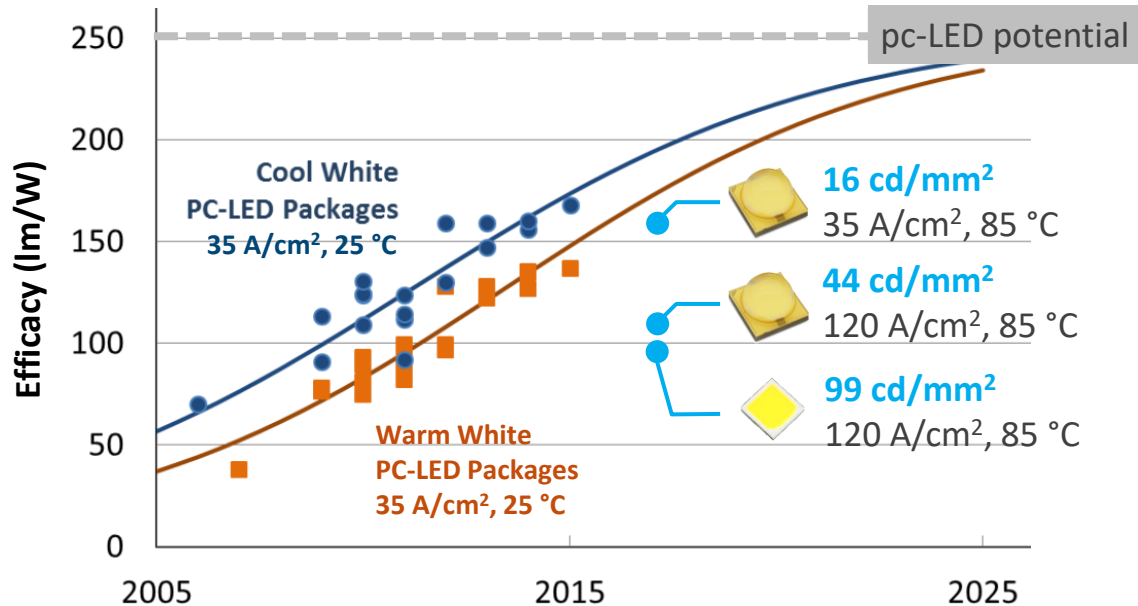 pc-LED potential
Efficacy (lm/W)
250
200
150
100
50
0
2005
2015
2025
Cool White
PC-LED Packages
35 A/cm², 25 °C
Warm White
PC-LED Packages
35 A/cm², 25 °C
16 cd/mm²
35 A/cm², 85 °C
44 cd/mm²
120 A/cm², 85 °C
99 cd/mm²
120 A/cm², 85 °C